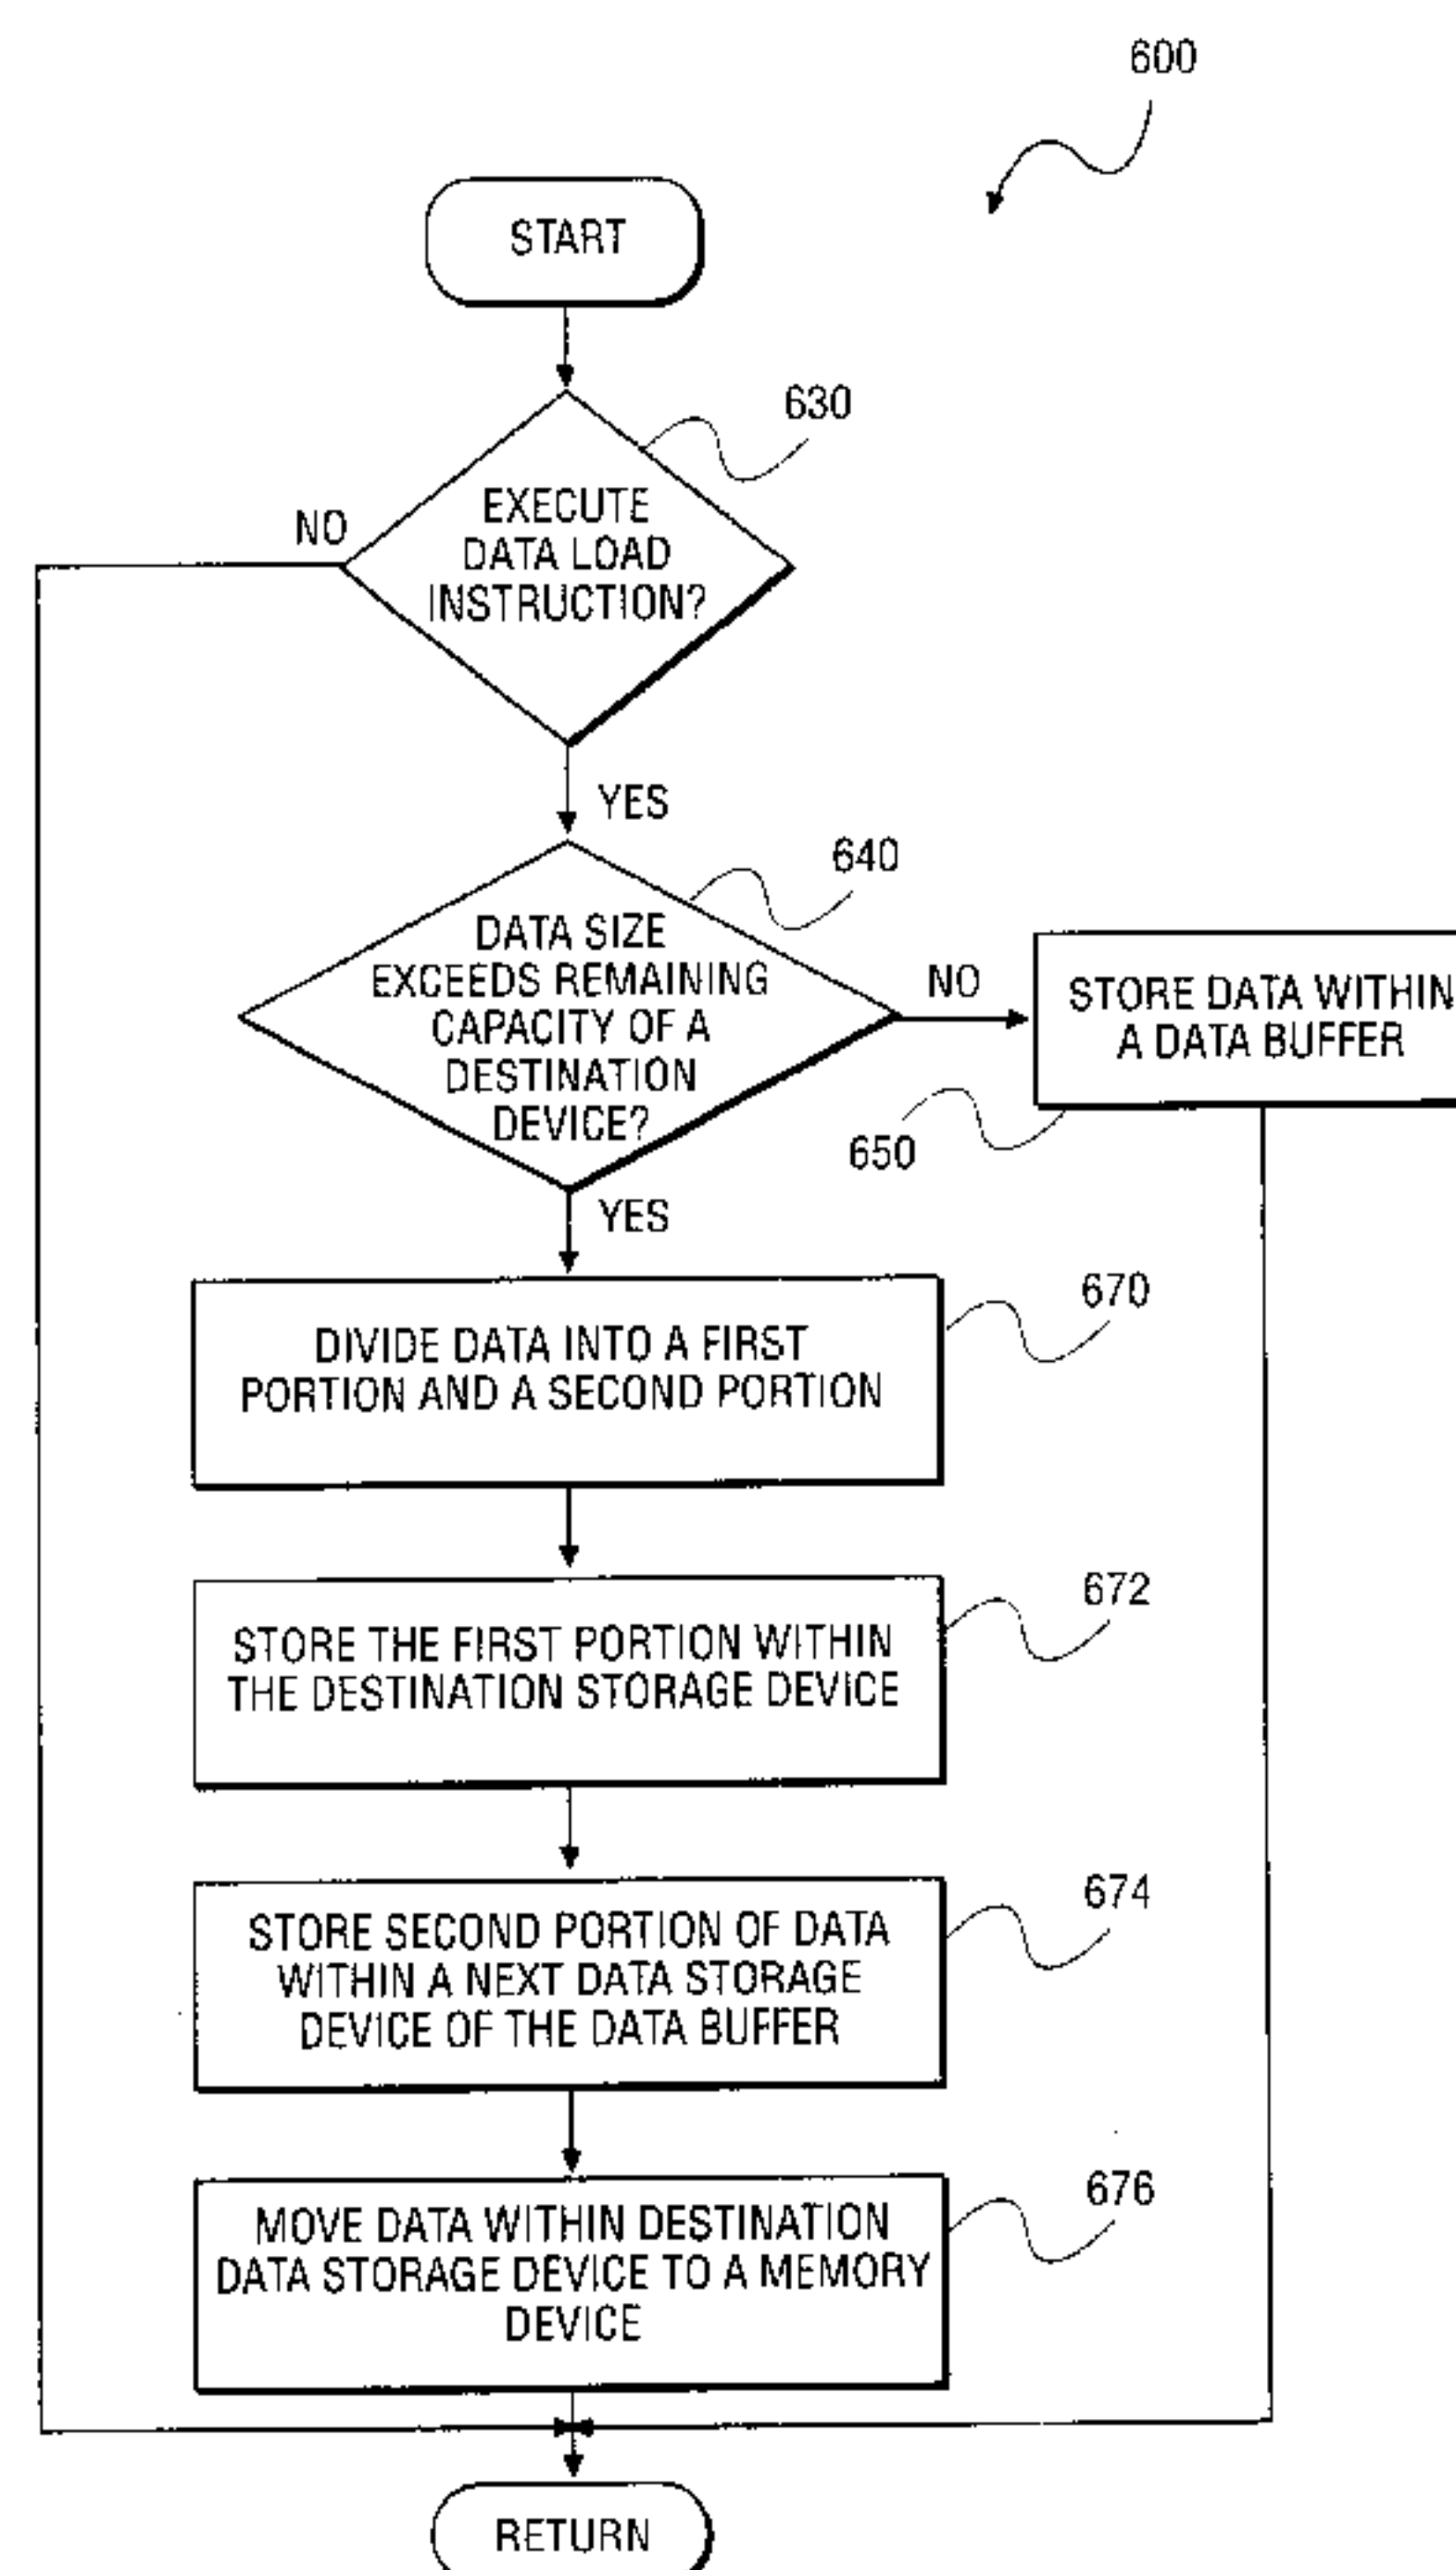 600
START
630
NO
EXECUTE
DATA LOAD
INSTRUCTION?
YES
640
DATA SIZE
EXCEEDS REMAINING
CAPACITY OF A
DESTINATION
DEVICE?
NO
STORE DATA WITHIN
A DATA BUFFER
650
YES
670
DIVIDE DATA INTO A FIRST
PORTION AND A SECOND PORTION
672
STORE THE FIRST PORTION WITHIN
THE DESTINATION STORAGE DEVICE
674
STORE SECOND PORTION OF DATA
WITHIN A NEXT DATA STORAGE
DEVICE OF THE DATA BUFFER
676
MOVE DATA WITHIN DESTINATION
DATA STORAGE DEVICE TO A MEMORY
DEVICE
RETURN